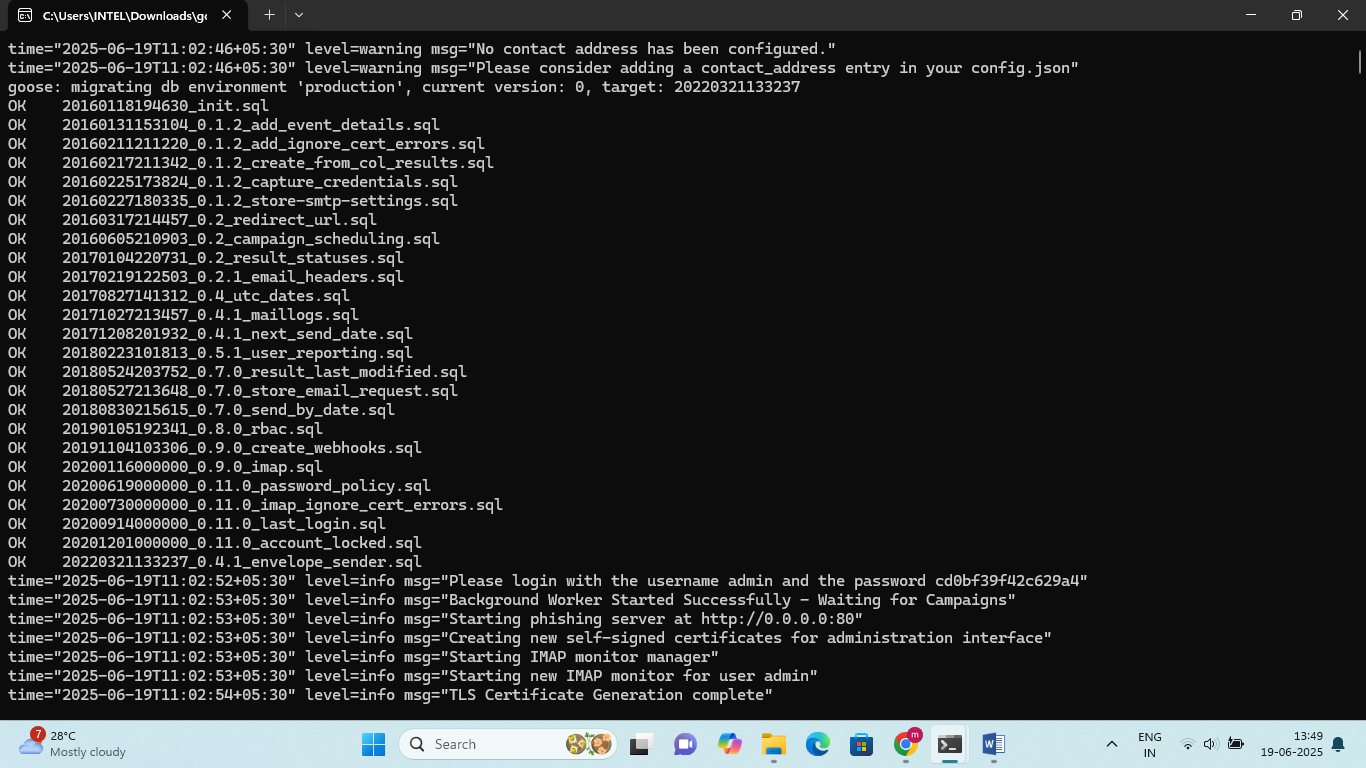 C:\Users\INTEL\Downloads\go
time="2025-06-19T11:02:46+05:30" level=warning msg="No contact address has been configured."
time="2025-06-19T11:02:46+05:30" level=warning msg="Please consider adding a contact_address entry in your config.json"
goose: migrating db environment 'production', current version: 0, target: 20220321133237
OK    20160118194630_init.sql
OK    20160131153104_0.1.2_add_event_details.sql
OK    20160211211220_0.1.2_add_ignore_cert_errors.sql
OK    20160217211342_0.1.2_create_from_col_results.sql
OK    20160225173824_0.1.2_capture_credentials.sql
OK    20160227180335_0.1.2_store-smtp-settings.sql
OK    20160317214457_0.2_redirect_url.sql
OK    20160605210903_0.2_campaign_scheduling.sql
OK    20170104220731_0.2_result_statuses.sql
OK    20170219122503_0.2.1_email_headers.sql
OK    20170827141312_0.4_utc_dates.sql
OK    20171027213457_0.4.1_maillogs.sql
OK    20171208201932_0.4.1_next_send_date.sql
OK    20180223101813_0.5.1_user_reporting.sql
OK    20180524203752_0.7.0_result_last_modified.sql
OK    20180527213648_0.7.0_store_email_request.sql
OK    20180830215615_0.7.0_send_by_date.sql
OK    20190105192341_0.8.0_rbac.sql
OK    20191104103306_0.9.0_create_webhooks.sql
OK    20200116000000_0.9.0_imap.sql
OK    20200619000000_0.11.0_password_policy.sql
OK    20200730000000_0.11.0_imap_ignore_cert_errors.sql
OK    20200914000000_0.11.0_last_login.sql
OK    20201201000000_0.11.0_account_locked.sql
OK    20220321133237_0.4.1_envelope_sender.sql
time="2025-06-19T11:02:52+05:30" level=info msg="Please login with the username admin and the password cd0bf39f42c629a4"
time="2025-06-19T11:02:53+05:30" level=info msg="Background Worker Started Successfully - Waiting for Campaigns"
time="2025-06-19T11:02:53+05:30" level=info msg="Starting phishing server at http://0.0.0.0:80"
time="2025-06-19T11:02:53+05:30" level=info msg="Creating new self-signed certificates for administration interface"
time="2025-06-19T11:02:53+05:30" level=info msg="Starting IMAP monitor manager"
time="2025-06-19T11:02:53+05:30" level=info msg="Starting new IMAP monitor for user admin"
time="2025-06-19T11:02:54+05:30" level=info msg="TLS Certificate Generation complete"
7
28°C
Mostly cloudy
Search
m
W
ENG
IN
13:49
19-06-2025